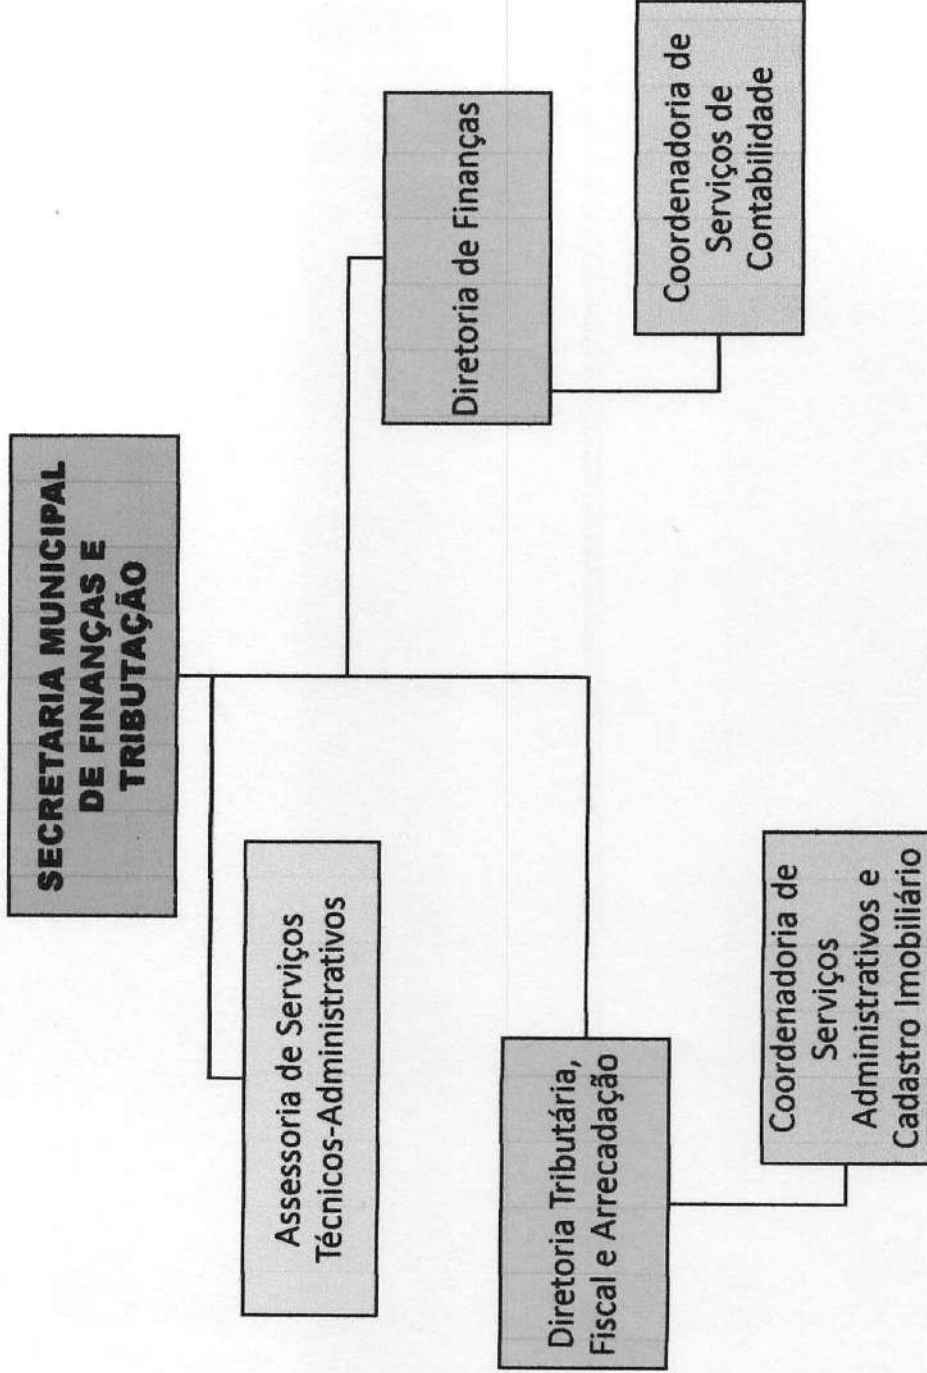 SECRETARIA MUNICIPAL
DE FINANÇAS E
TRIBUTAÇÃO
Assessoria de Serviços
Técnicos-Administrativos
Diretoria de Finanças
Diretoria Tributária,
Fiscal e Arrecadação
Coordenadoria de
Serviços de
Contabilidade
Coordenadoria de
Serviços
Administrativos e
Cadastro Imobiliário